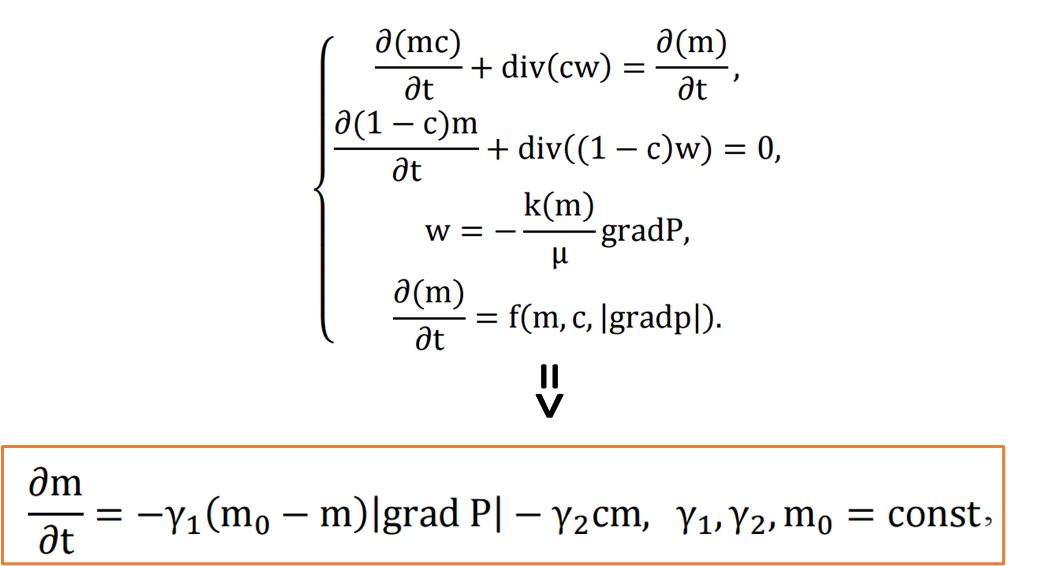 ∂(mc)/∂t + div(cw) = ∂(m)/∂t,
∂(1 − c)m/∂t + div((1 − c)w) = 0,
w = − k(m)/μ gradP,
∂(m)/∂t = f(m, c, |gradp|).
=>
∂m/∂t = −γ₁(m₀ − m)|grad P| − γ₂cm, γ₁, γ₂, m₀ = const,